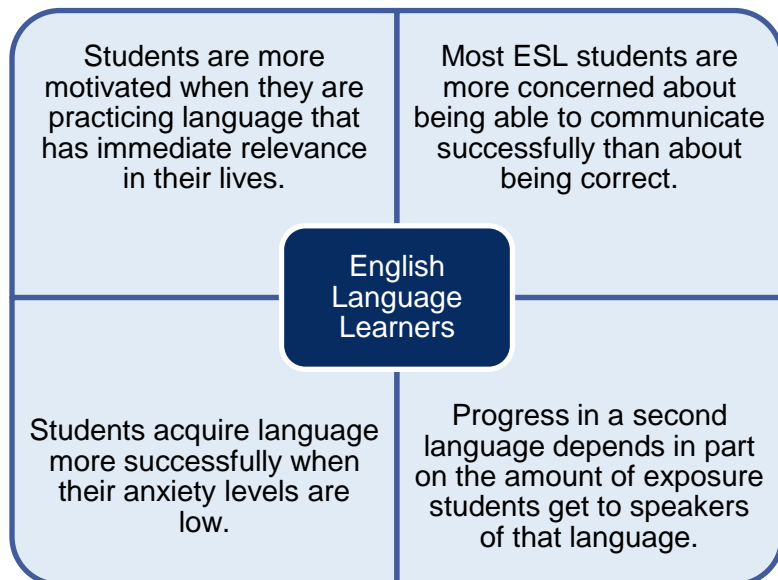 Students are more
motivated when they are
practicing language that
has immediate relevance
in their lives.
Most ESL students are
more concerned about
being able to communicate
successfully than about
being correct.
English
Language
Learners
Students acquire language
more successfully when
their anxiety levels are
low.
Progress in a second
language depends in part
on the amount of exposure
students get to speakers
of that language.